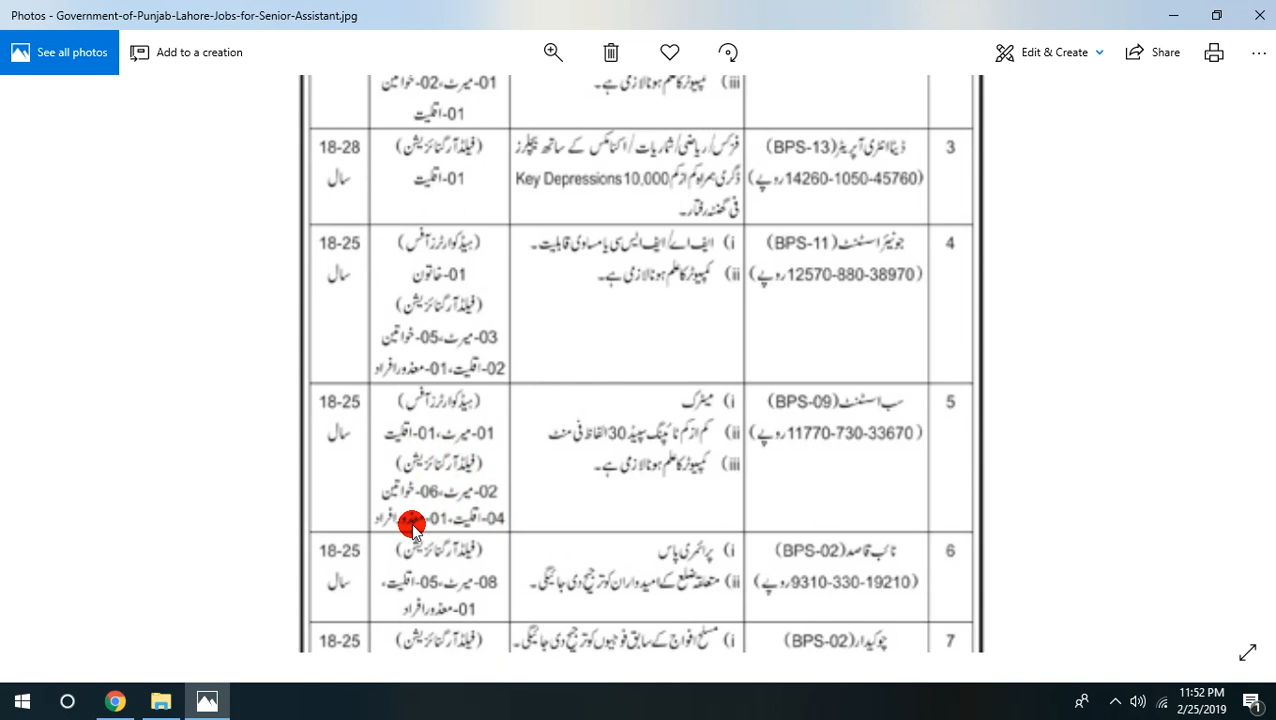 Photos - Government-of-Punjab-Lahore-Jobs-for-Senior-Assistant.jpg
See all photos
Add to a creation
Edit & Create
Share
iii) کمپیوٹر کا علم ہونا لازمی ہے۔
01-میرٹ، 02-خواتین
01-اقلیت
3
ڈیٹا انٹری آپریٹر (BPS-13)
(14260-1050-45760 روپے)
فزکس/ریاضی/شماریات/اکنامکس کے ساتھ بیچلرز
ڈگری ہمراہ کم از کم 10,000 Key Depressions
فی گھنٹہ رفتار۔
(فیلڈ آرگنائزیشن)
01-اقلیت
18-28
سال
4
جونیئر اسسٹنٹ (BPS-11)
(12570-880-38970 روپے)
i) ایف اے/ایف ایس سی یا مساوی قابلیت۔
ii) کمپیوٹر کا علم ہونا لازمی ہے۔
(ہیڈ کوارٹرز آفس)
01-خاتون
(فیلڈ آرگنائزیشن)
03-میرٹ، 05-خواتین
02-اقلیت، 01-معذور افراد
18-25
سال
5
سب اسسٹنٹ (BPS-09)
(11770-730-33670 روپے)
i) میٹرک
ii) کم از کم ٹائپنگ سپیڈ 30 الفاظ فی منٹ
iii) کمپیوٹر کا علم ہونا لازمی ہے۔
(ہیڈ کوارٹرز آفس)
01-میرٹ، 01-اقلیت
(فیلڈ آرگنائزیشن)
02-میرٹ، 06-خواتین
04-اقلیت، 01-معذور افراد
18-25
سال
6
نائب قاصد (BPS-02)
(9310-330-19210 روپے)
i) پرائمری پاس
ii) متعلقہ ضلع کے امیدواران کو ترجیح دی جائیگی۔
(فیلڈ آرگنائزیشن)
08-میرٹ، 05-اقلیت،
01-معذور افراد
18-25
سال
7
چوکیدار (BPS-02)
i) مسلح افواج کے سابق فوجیوں کو ترجیح دی جائیگی۔
(فیلڈ آرگنائزیشن)
18-25
11:52 PM
2/25/2019
1